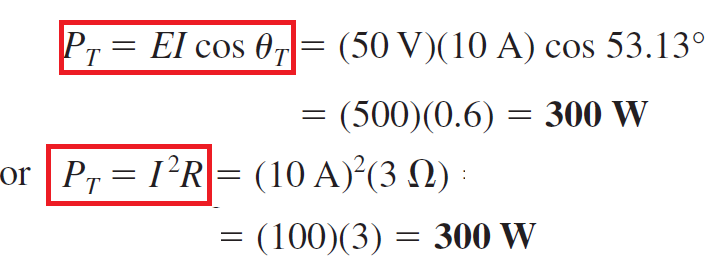 P_T = EI cos θ_T = (50 V)(10 A) cos 53.13°
= (500)(0.6) = 300 W
or P_T = I²R = (10 A)²(3 Ω)
= (100)(3) = 300 W